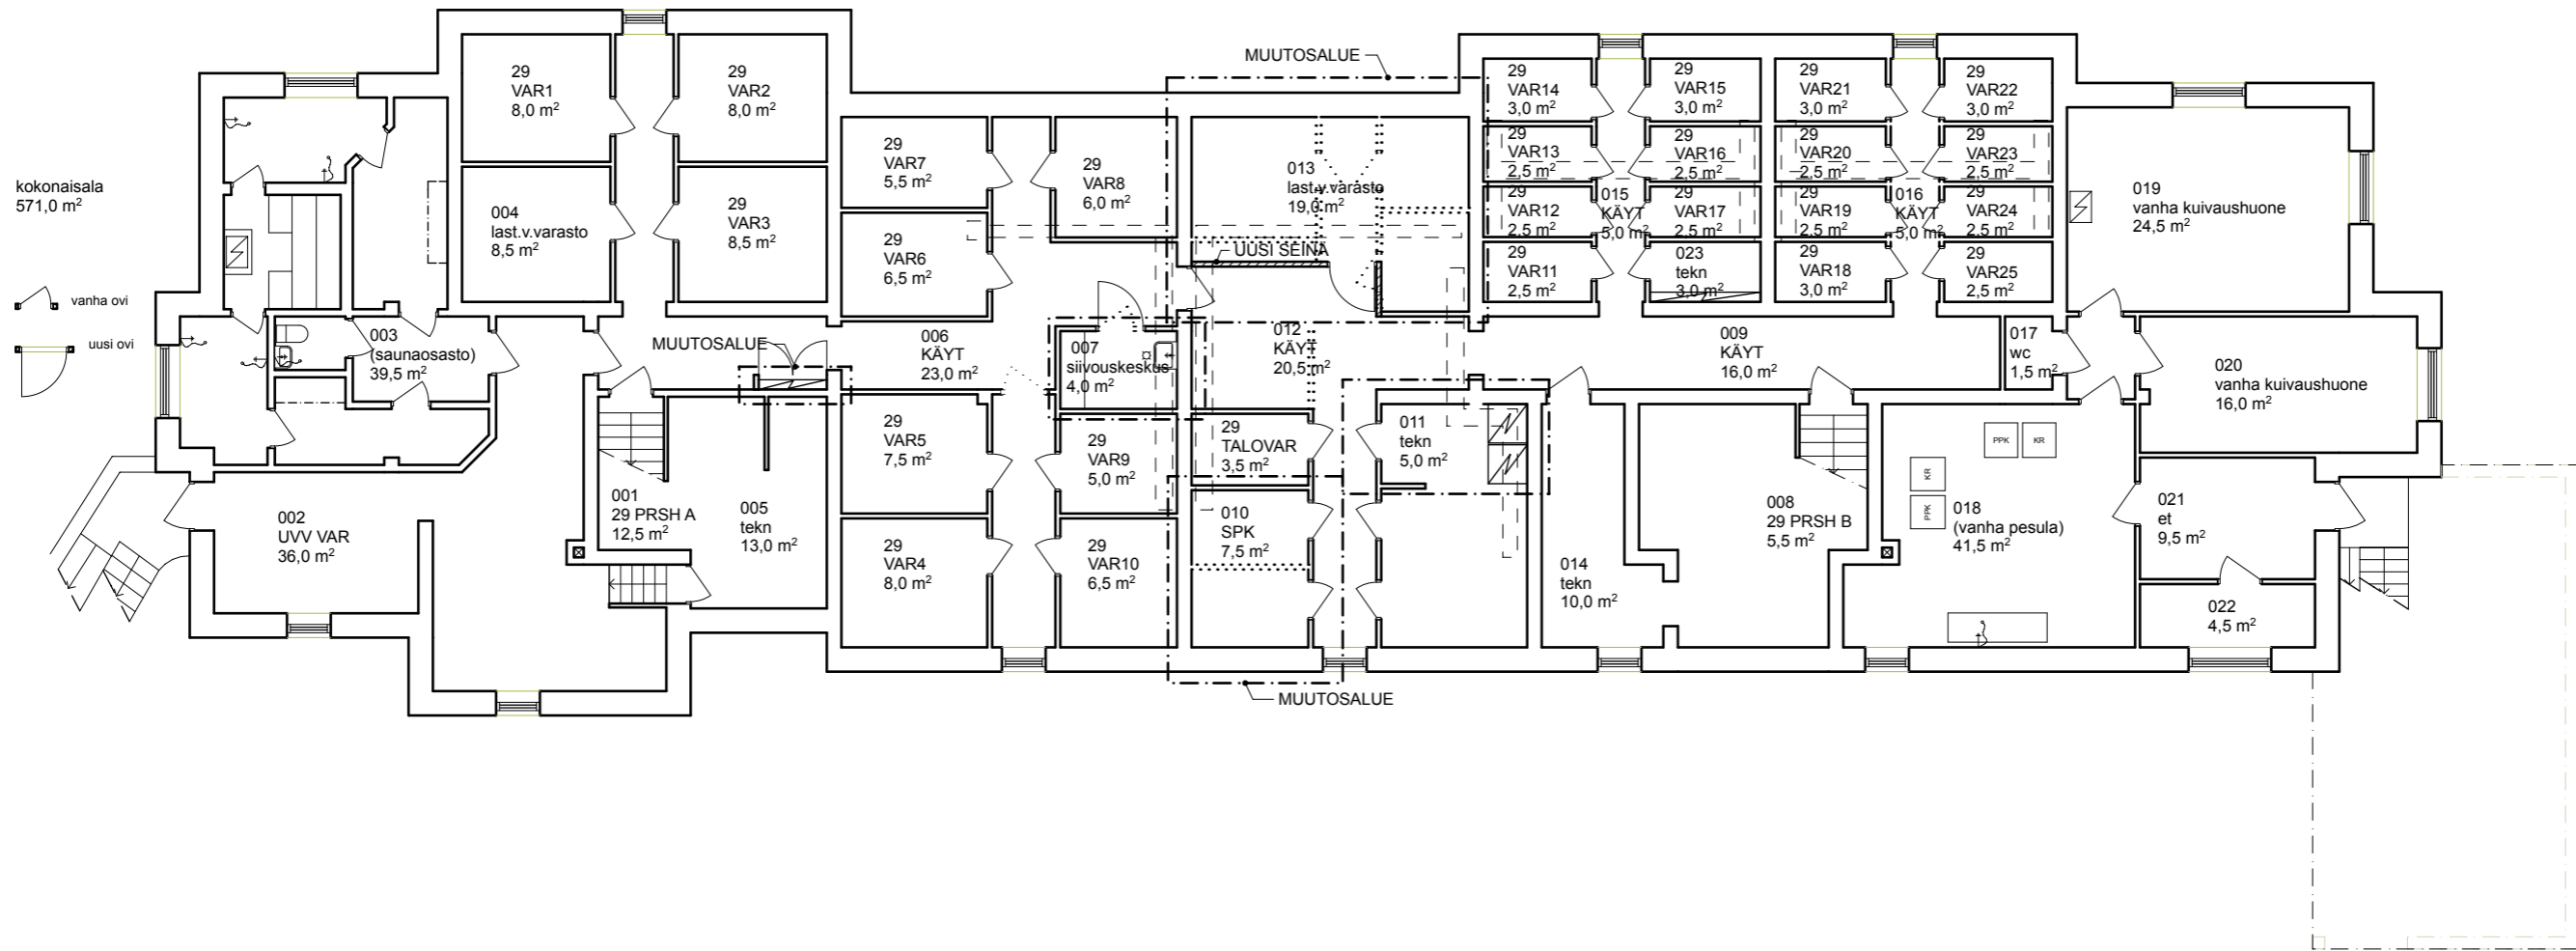 kokonaisala
571,0 m²
vanha ovi
uusi ovi
29
VAR1
8,0 m²
29
VAR2
8,0 m²
004
last.v.varasto
8,5 m²
29
VAR3
8,5 m²
003
(saunaosasto)
39,5 m²
002
UVV VAR
36,0 m²
001
29 PRSH A
12,5 m²
005
tekn
13,0 m²
MUUTOSALUE
29
VAR7
5,5 m²
29
VAR8
6,0 m²
29
VAR6
6,5 m²
006
KÄYT
23,0 m²
007
siivouskeskus
4,0 m²
29
VAR5
7,5 m²
29
VAR9
5,0 m²
29
VAR4
8,0 m²
29
VAR10
6,5 m²
MUUTOSALUE
013
last.v.varasto
19,0 m²
UUSI SEINÄ
012
KÄYT
20,5 m²
29
TALOVAR
3,5 m²
011
tekn
5,0 m²
010
SPK
7,5 m²
MUUTOSALUE
29
VAR14
3,0 m²
29
VAR15
3,0 m²
29
VAR21
3,0 m²
29
VAR22
3,0 m²
29
VAR13
2,5 m²
29
VAR16
2,5 m²
29
VAR20
2,5 m²
29
VAR23
2,5 m²
29
VAR12
2,5 m²
015
KÄYT
5,0 m²
29
VAR17
2,5 m²
29
VAR19
2,5 m²
016
KÄYT
5,0 m²
29
VAR24
2,5 m²
29
VAR11
2,5 m²
023
tekn
3,0 m²
29
VAR18
3,0 m²
29
VAR25
2,5 m²
009
KÄYT
16,0 m²
017
wc
1,5 m²
019
vanha kuivaushuone
24,5 m²
020
vanha kuivaushuone
16,0 m²
014
tekn
10,0 m²
008
29 PRSH B
5,5 m²
PPK
KR
KR
PPK
018
(vanha pesula)
41,5 m²
021
et
9,5 m²
022
4,5 m²